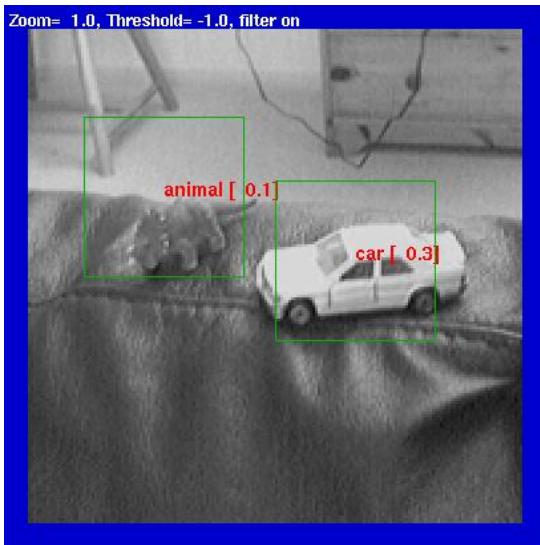 Zoom=  1.0, Threshold= -1.0, filter on
animal [  0.1]
car [  0.3]